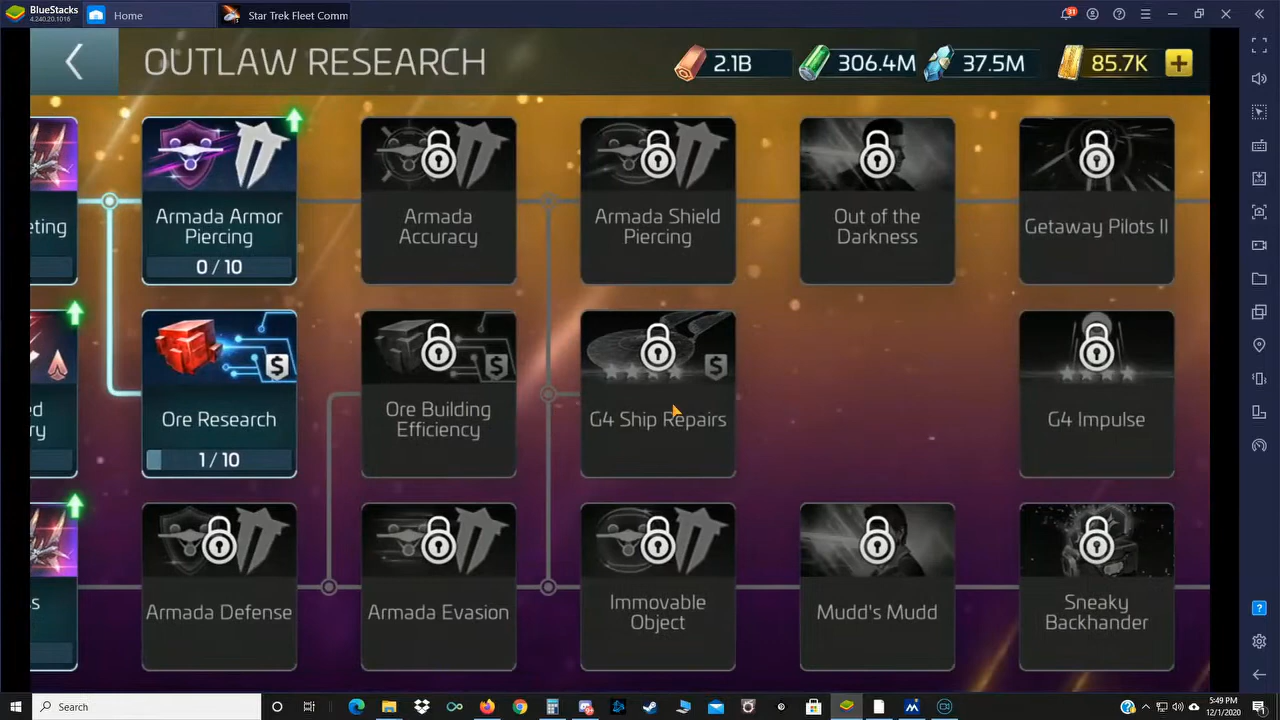 BlueStacks
4.240.20.1016
Home
Star Trek Fleet Comm
31
OUTLAW RESEARCH
2.1B
306.4M
37.5M
85.7K
eting
Armada Armor
Piercing
0 / 10
Armada
Accuracy
Armada Shield
Piercing
Out of the
Darkness
Getaway Pilots II
ed
ry
$
Ore Research
1 / 10
$
Ore Building
Efficiency
$
G4 Ship Repairs
G4 Impulse
s
Armada Defense
Armada Evasion
Immovable
Object
Mudd's Mudd
Sneaky
Backhander
Search
5:49 PM
12/1/2020